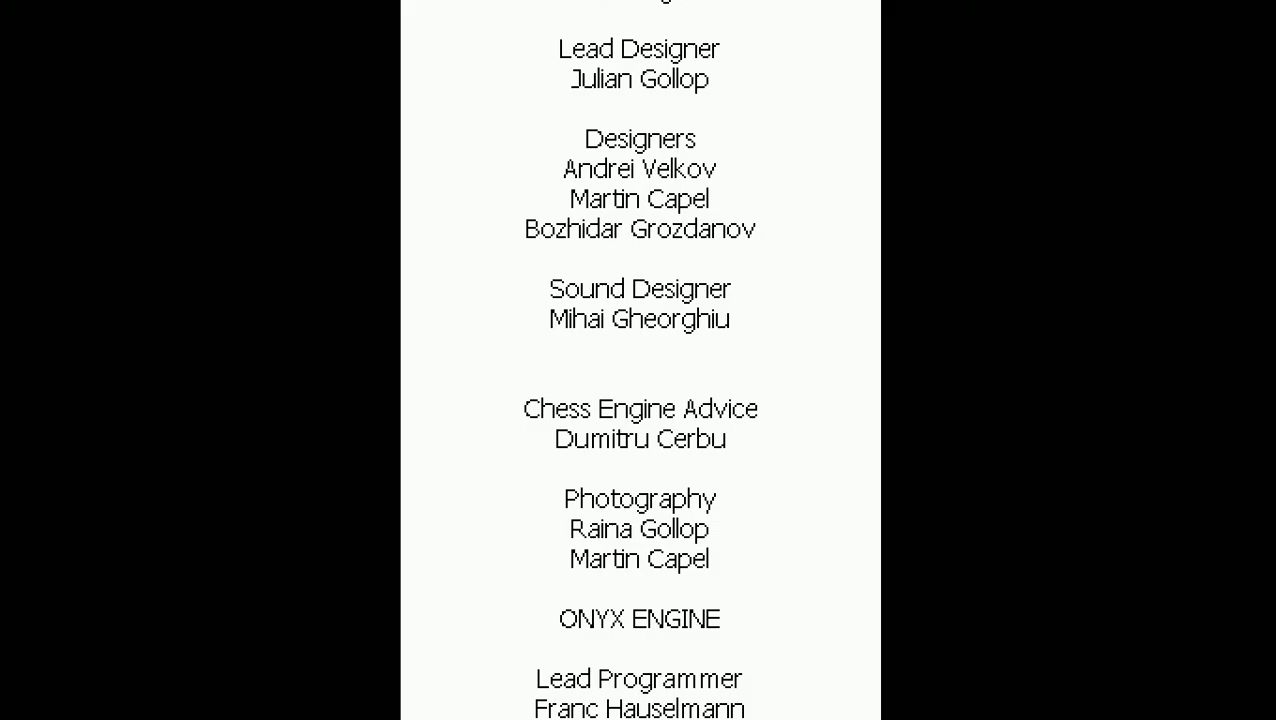 Lead Designer
Julian Gollop
Designers
Andrei Velkov
Martin Capel
Bozhidar Grozdanov
Sound Designer
Mihai Gheorghiu
Chess Engine Advice
Dumitru Cerbu
Photography
Raina Gollop
Martin Capel
ONYX ENGINE
Lead Programmer
Franc Hauselmann